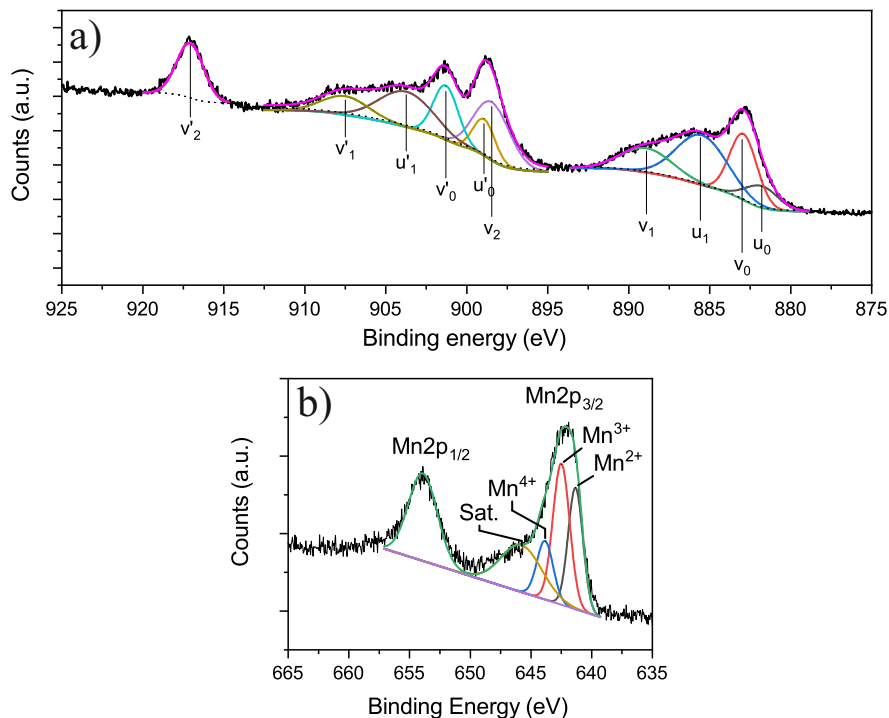 a)
Counts (a.u.)
v'2
v'1
u'1
v'0
u'0
v2
v1
u1
v0
u0
925 920 915 910 905 900 895 890 885 880 875
Binding energy (eV)
b)
Counts (a.u.)
Mn2p3/2
Mn3+
Mn2p1/2
Mn2+
Mn4+
Sat.
665 660 655 650 645 640 635
Binding Energy (eV)